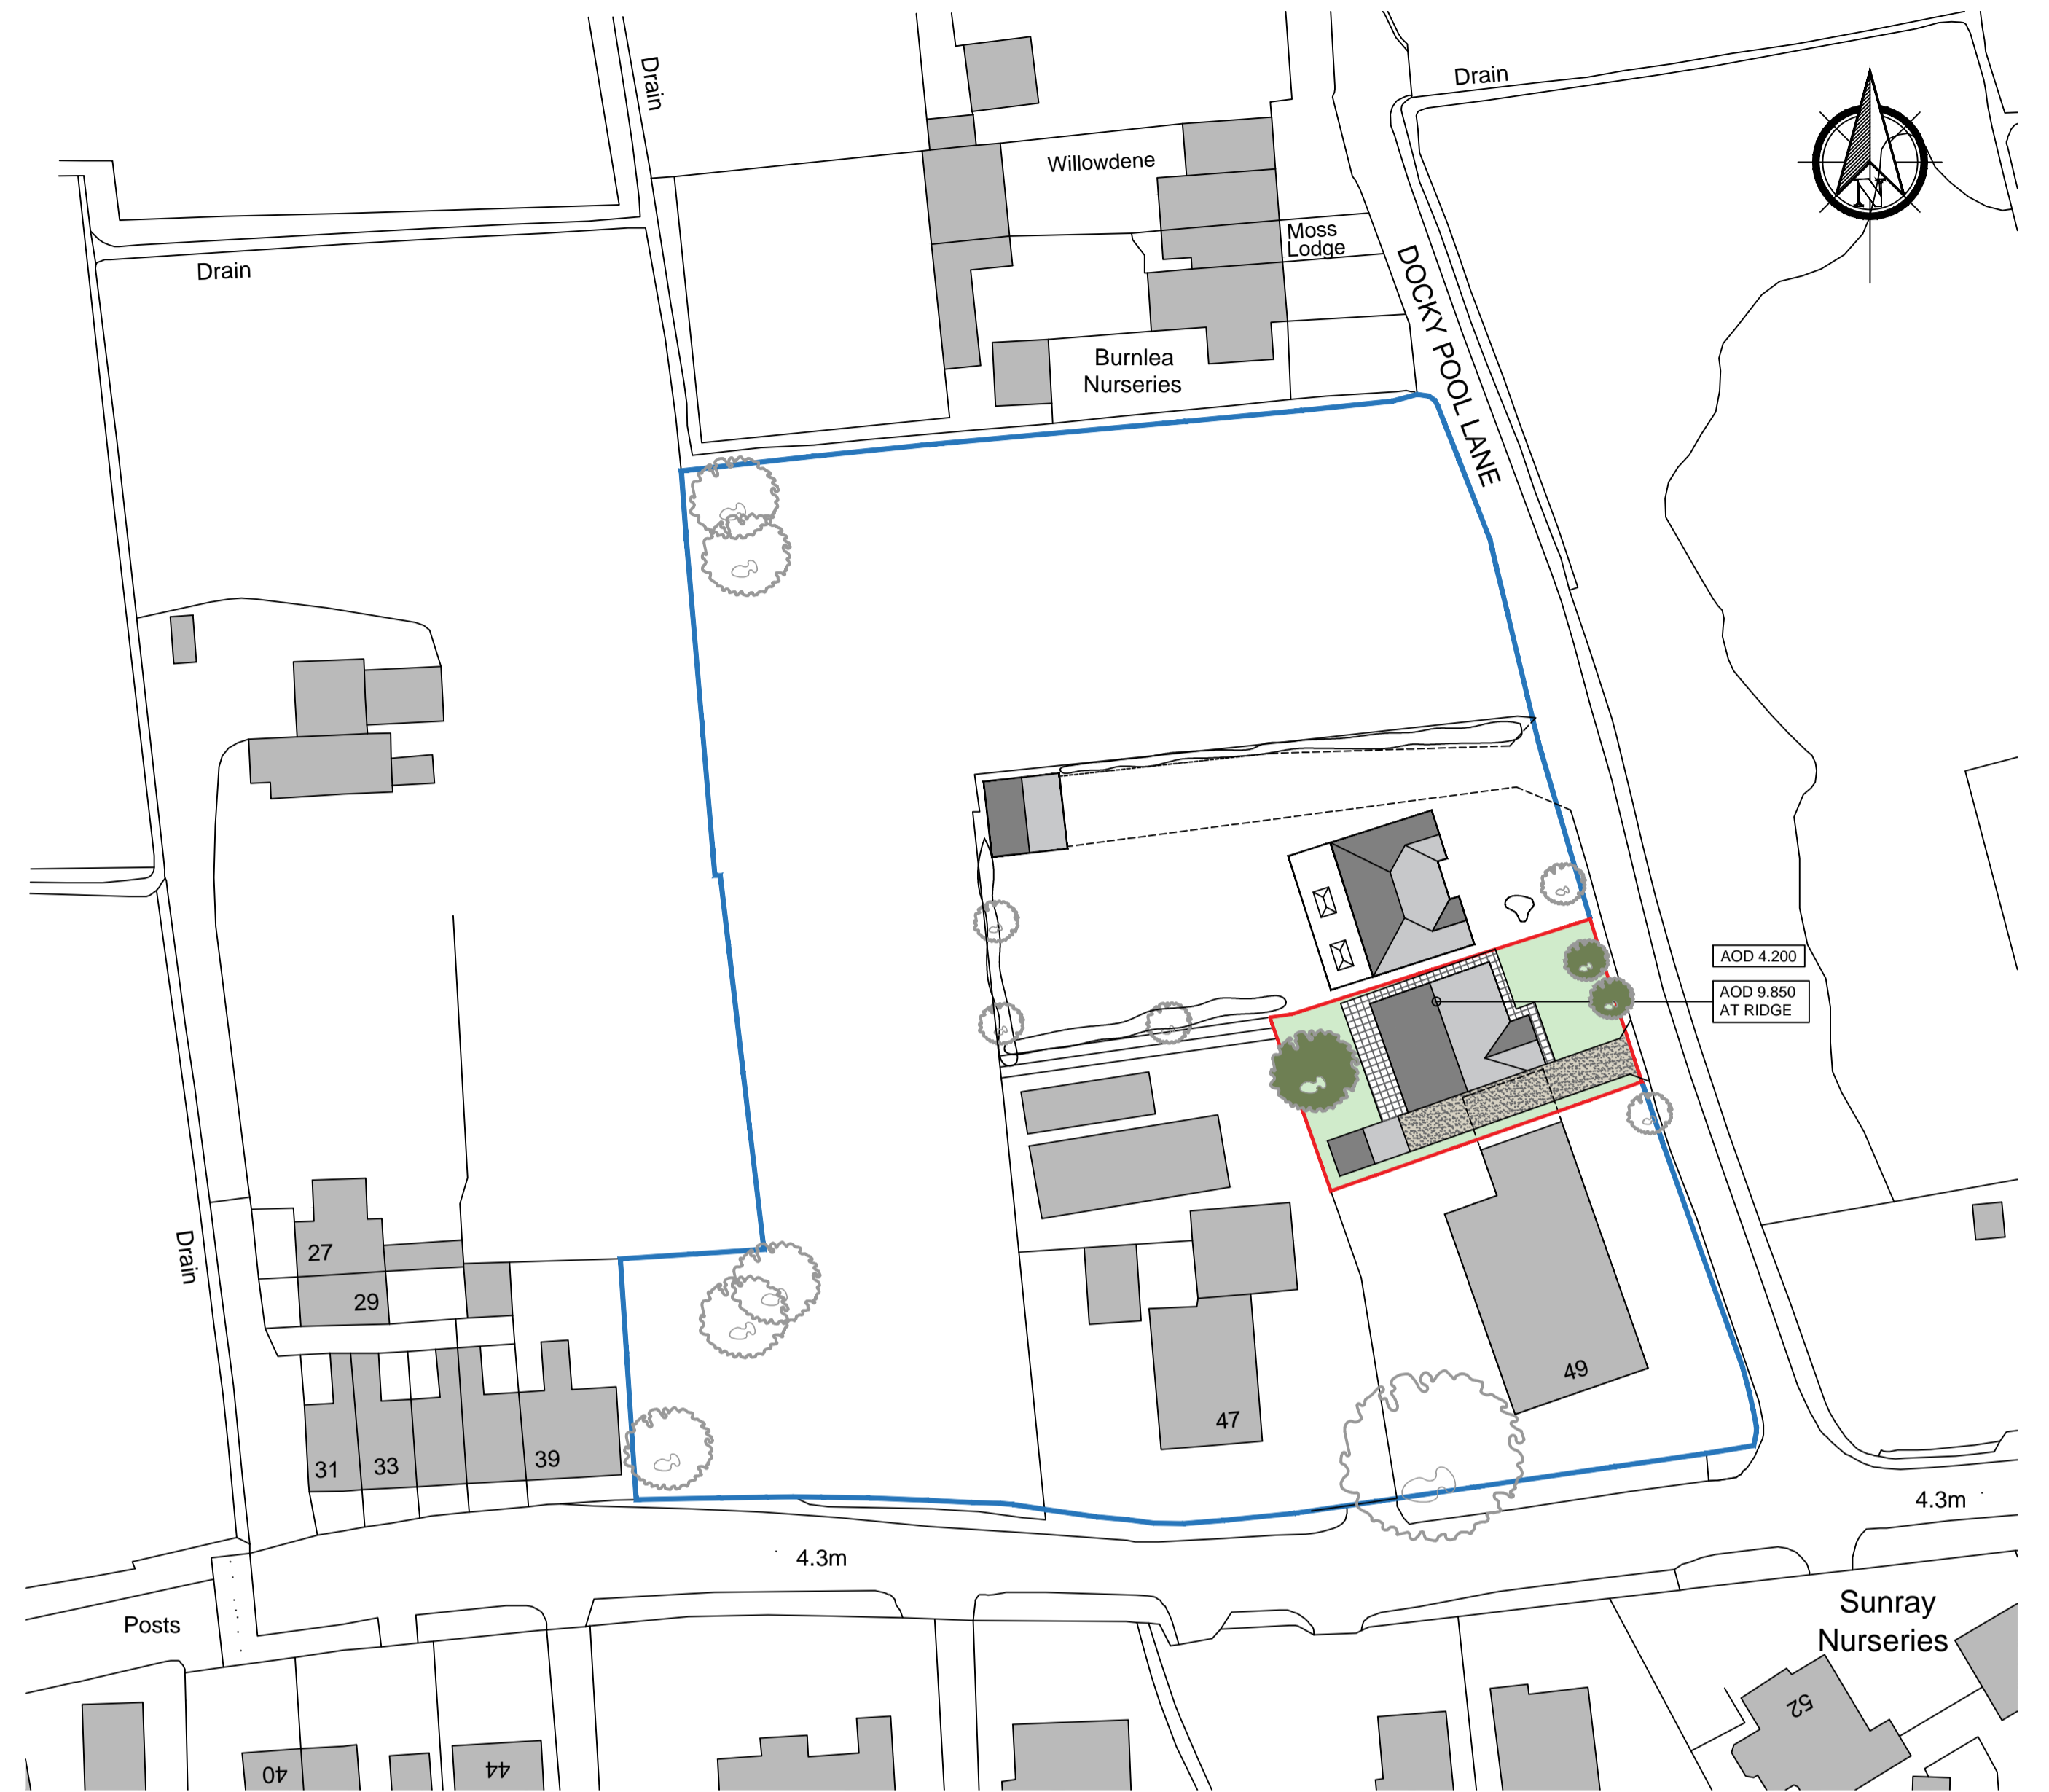 Drain
Drain
Willowdene
N
Moss
Lodge
Drain
DOCKY POOL LANE
Burnlea
Nurseries
AOD 4.200
AOD 9.850
AT RIDGE
27
Drain
29
49
47
39
33
31
4.3m
4.3m
Sunray
Posts
Nurseries
52
40
44